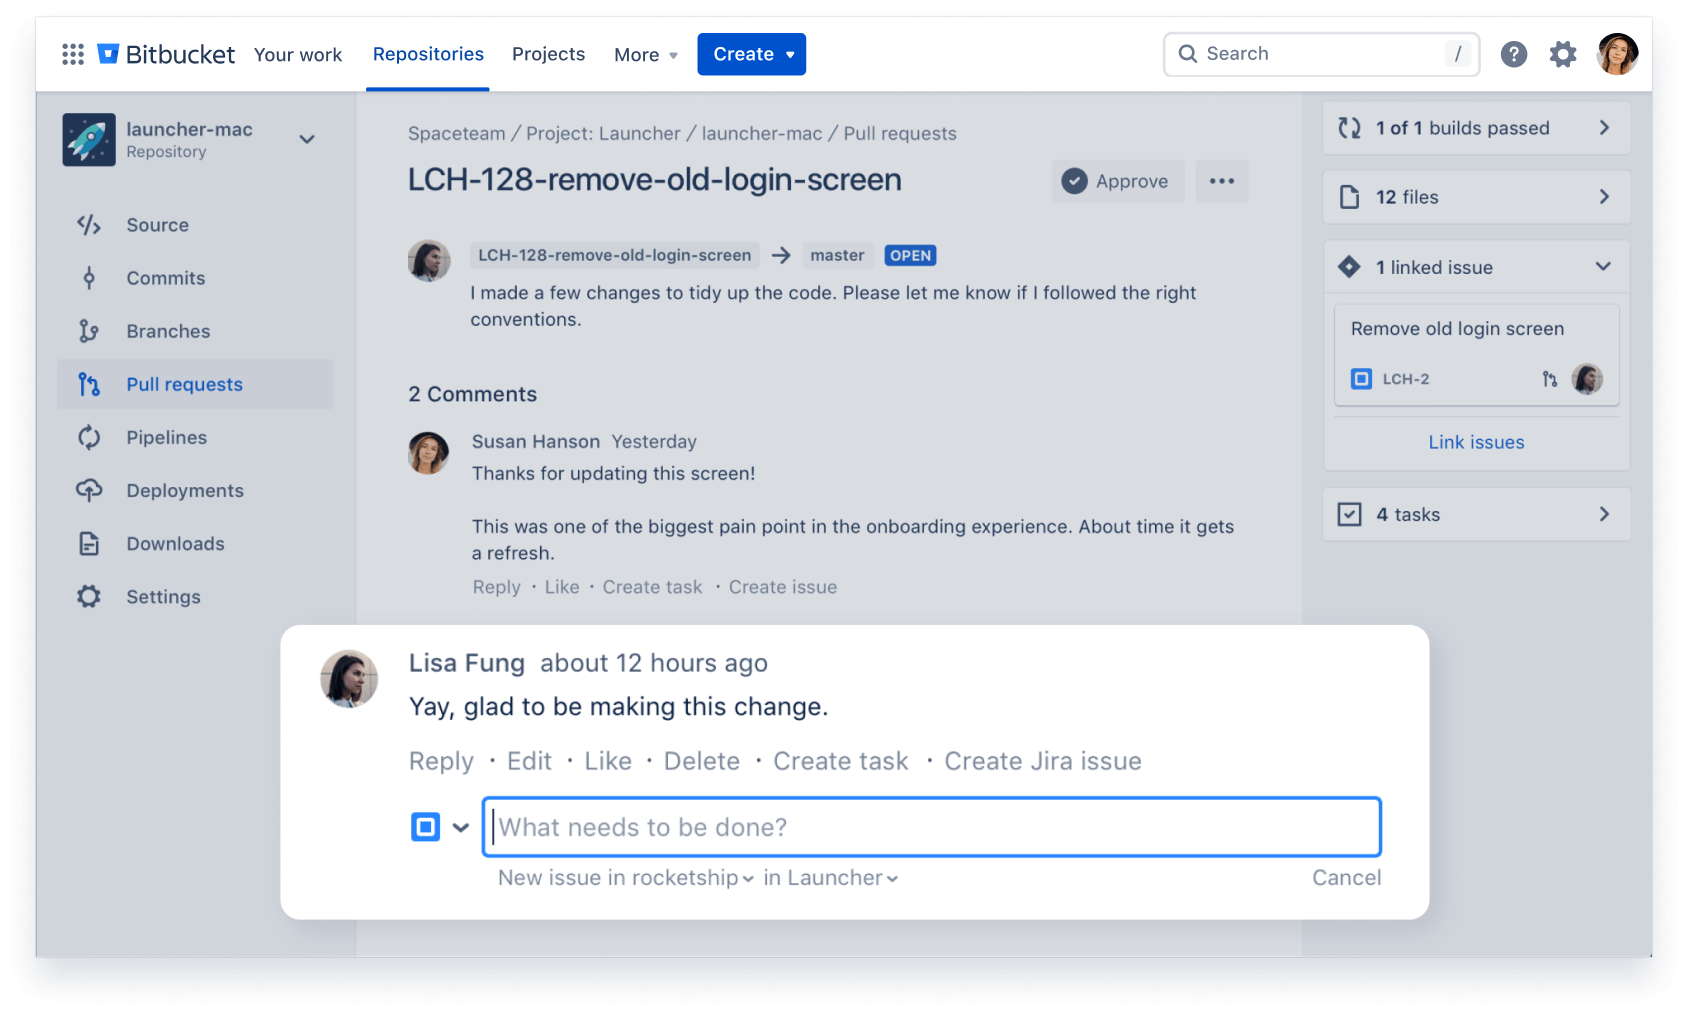 Bitbucket Your work Repositories Projects More Create Search /
launcher-mac
Repository
Source
Commits
Branches
Pull requests
Pipelines
Deployments
Downloads
Settings
Spaceteam / Project: Launcher / launcher-mac / Pull requests
LCH-128-remove-old-login-screen
Approve
LCH-128-remove-old-login-screen → master OPEN
I made a few changes to tidy up the code. Please let me know if I followed the right
conventions.
2 Comments
Susan Hanson Yesterday
Thanks for updating this screen!
This was one of the biggest pain point in the onboarding experience. About time it gets
a refresh.
Reply · Like · Create task · Create issue
Lisa Fung about 12 hours ago
Yay, glad to be making this change.
Reply · Edit · Like · Delete · Create task · Create Jira issue
What needs to be done?
New issue in rocketship in Launcher Cancel
1 of 1 builds passed
12 files
1 linked issue
Remove old login screen
LCH-2
Link issues
4 tasks